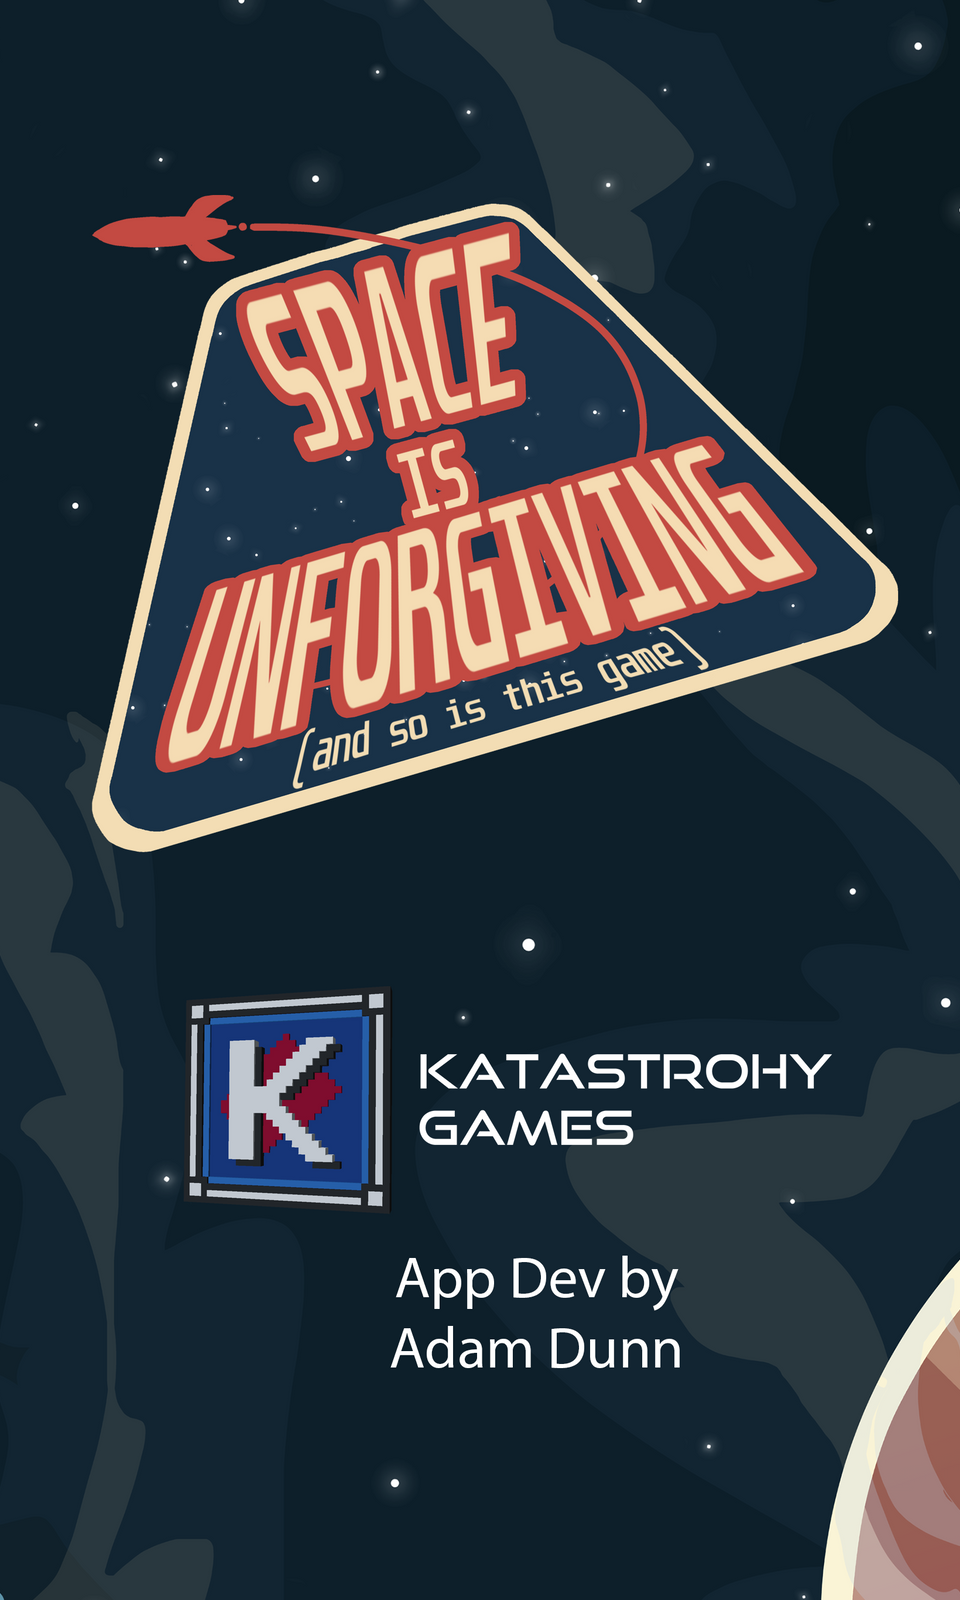 SPACE
IS
UNFORGIVING
(and so is this game)
K
KATASTROHY
GAMES
App Dev by
Adam Dunn